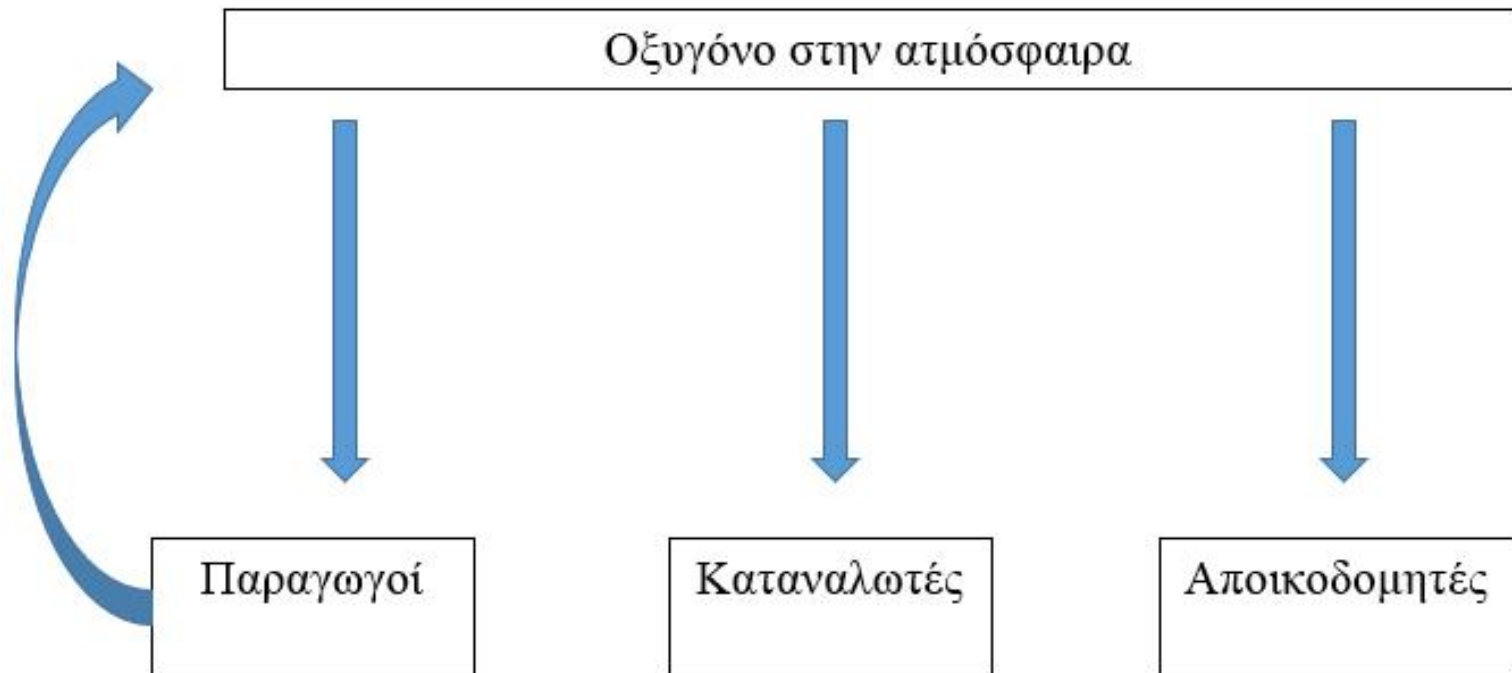 Οξυγόνο στην ατμόσφαιρα
Παραγωγοί
Καταναλωτές
Αποικοδομητές